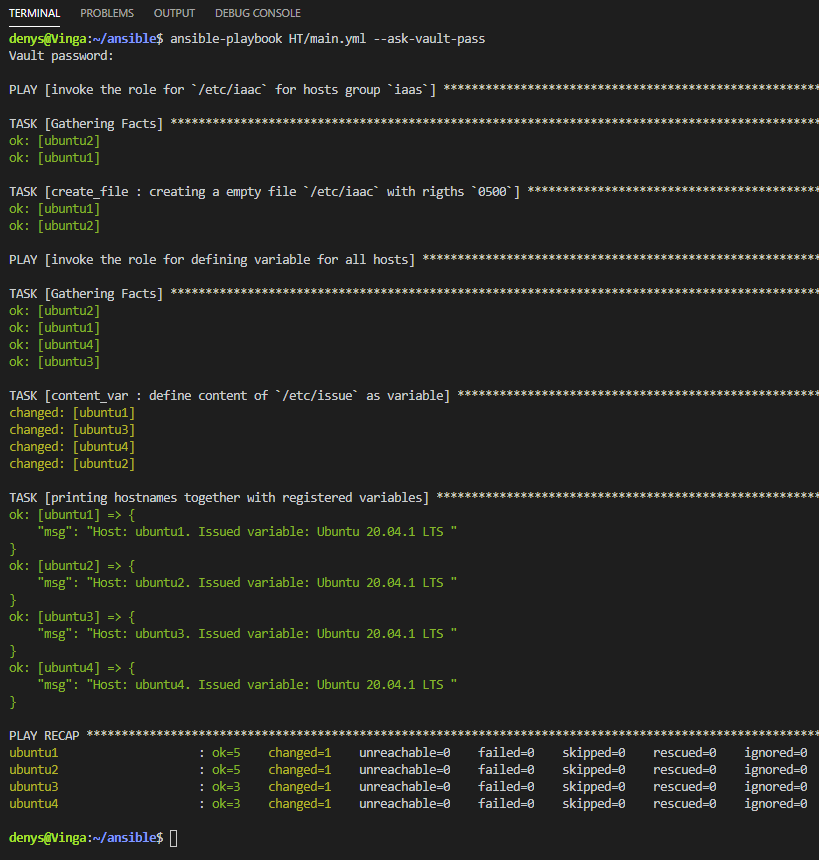 TERMINAL PROBLEMS OUTPUT DEBUG CONSOLE
denys@Vinga:~/ansible$ ansible-playbook HT/main.yml --ask-vault-pass
Vault password:
PLAY [invoke the role for `/etc/iaac` for hosts group `iaas`] ******************************************************
TASK [Gathering Facts] *********************************************************************************************
ok: [ubuntu2]
ok: [ubuntu1]
TASK [create_file : creating a empty file `/etc/iaac` with rigths `0500`] ******************************************
ok: [ubuntu1]
ok: [ubuntu2]
PLAY [invoke the role for defining variable for all hosts] *********************************************************
TASK [Gathering Facts] *********************************************************************************************
ok: [ubuntu2]
ok: [ubuntu1]
ok: [ubuntu4]
ok: [ubuntu3]
TASK [content_var : define content of `/etc/issue` as variable] ****************************************************
changed: [ubuntu1]
changed: [ubuntu3]
changed: [ubuntu4]
changed: [ubuntu2]
TASK [printing hostnames together with registered variables] *******************************************************
ok: [ubuntu1] => {
    "msg": "Host: ubuntu1. Issued variable: Ubuntu 20.04.1 LTS "
}
ok: [ubuntu2] => {
    "msg": "Host: ubuntu2. Issued variable: Ubuntu 20.04.1 LTS "
}
ok: [ubuntu3] => {
    "msg": "Host: ubuntu3. Issued variable: Ubuntu 20.04.1 LTS "
}
ok: [ubuntu4] => {
    "msg": "Host: ubuntu4. Issued variable: Ubuntu 20.04.1 LTS "
}
PLAY RECAP *********************************************************************************************************
ubuntu1                    : ok=5    changed=1    unreachable=0    failed=0    skipped=0    rescued=0    ignored=0
ubuntu2                    : ok=5    changed=1    unreachable=0    failed=0    skipped=0    rescued=0    ignored=0
ubuntu3                    : ok=3    changed=1    unreachable=0    failed=0    skipped=0    rescued=0    ignored=0
ubuntu4                    : ok=3    changed=1    unreachable=0    failed=0    skipped=0    rescued=0    ignored=0
denys@Vinga:~/ansible$